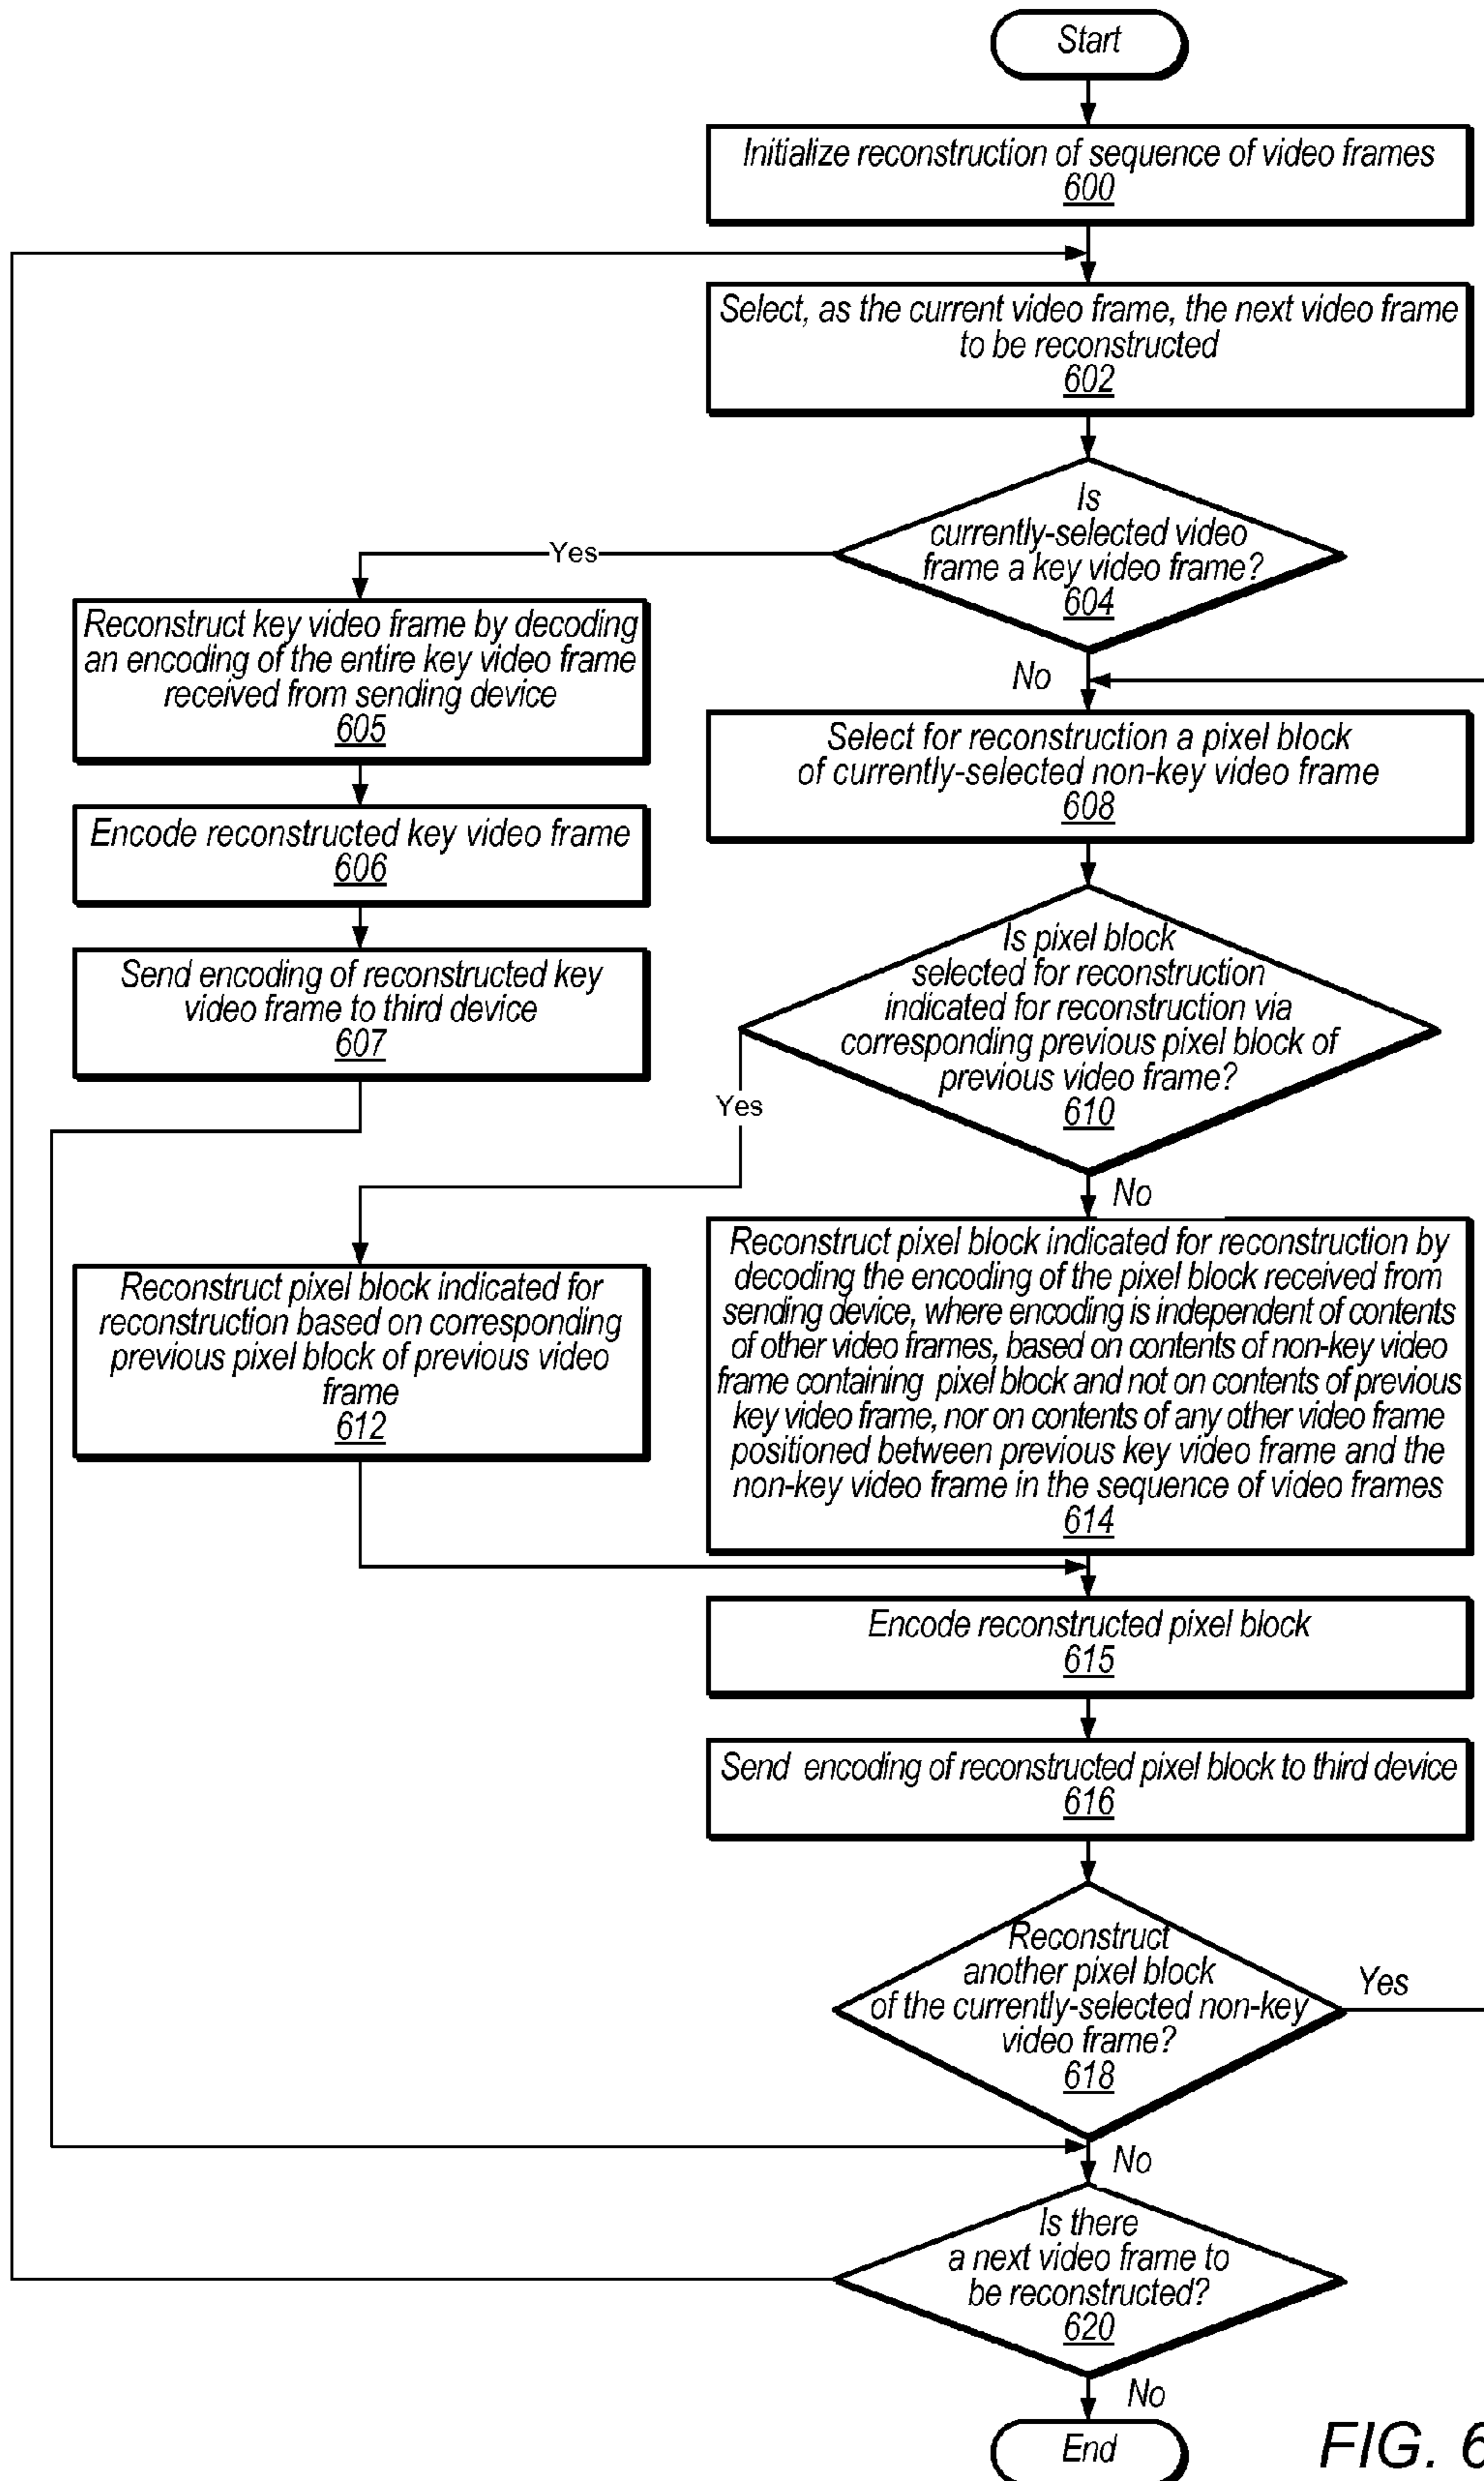 Start
Initialize reconstruction of sequence of video frames
600
Select, as the current video frame, the next video frame
to be reconstructed
602
Is
currently-selected video
frame a key video frame?
604
Yes
No
Reconstruct key video frame by decoding
an encoding of the entire key video frame
received from sending device
605
Encode reconstructed key video frame
606
Send encoding of reconstructed key
video frame to third device
607
Select for reconstruction a pixel block
of currently-selected non-key video frame
608
Is pixel block
selected for reconstruction
indicated for reconstruction via
corresponding previous pixel block of
previous video frame?
610
Yes
No
Reconstruct pixel block indicated for
reconstruction based on corresponding
previous pixel block of previous video
frame
612
Reconstruct pixel block indicated for reconstruction by
decoding the encoding of the pixel block received from
sending device, where encoding is independent of contents
of other video frames, based on contents of non-key video
frame containing pixel block and not on contents of previous
key video frame, nor on contents of any other video frame
positioned between previous key video frame and the
non-key video frame in the sequence of video frames
614
Encode reconstructed pixel block
615
Send encoding of reconstructed pixel block to third device
616
Reconstruct
another pixel block
of the currently-selected non-key
video frame?
618
Yes
No
Is there
a next video frame to
be reconstructed?
620
No
End
FIG. 6